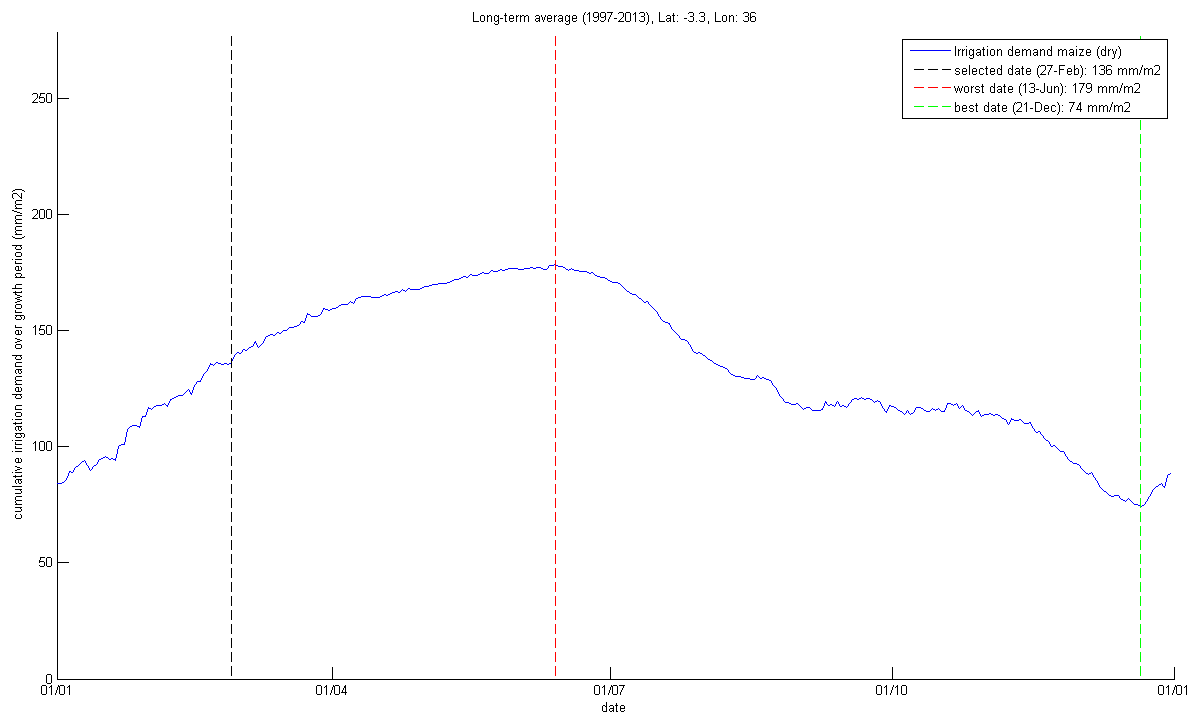 Long-term average (1997-2013), Lat: -3.3, Lon: 36
Irrigation demand maize (dry)
selected date (27-Feb): 136 mm/m2
worst date (13-Jun): 179 mm/m2
best date (21-Dec): 74 mm/m2
cumulative irrigation demand over growth period (mm/m2)
250
200
150
100
50
0
01/01 01/04 01/07 01/10 01/01
date